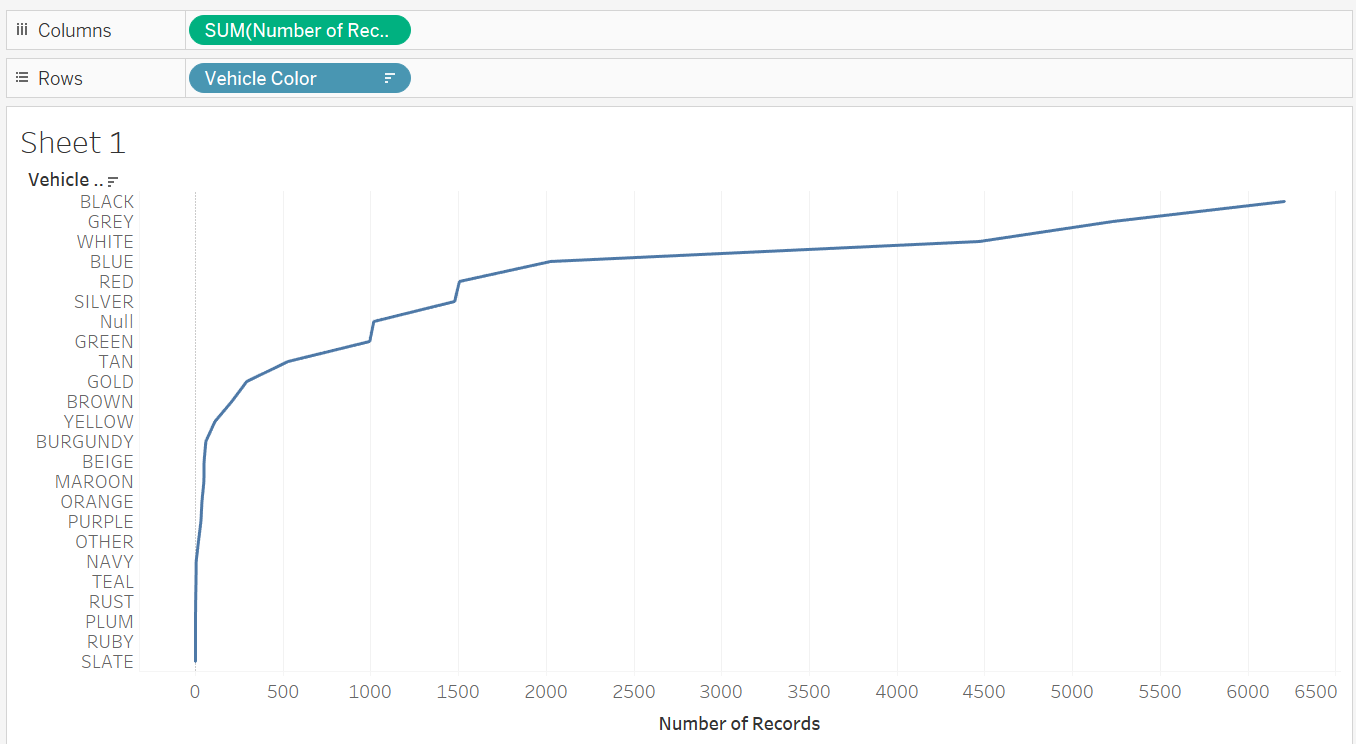 Columns SUM(Number of Rec..
Rows Vehicle Color
Sheet 1
Vehicle ..
BLACK
GREY
WHITE
BLUE
RED
SILVER
Null
GREEN
TAN
GOLD
BROWN
YELLOW
BURGUNDY
BEIGE
MAROON
ORANGE
PURPLE
OTHER
NAVY
TEAL
RUST
PLUM
RUBY
SLATE
0 500 1000 1500 2000 2500 3000 3500 4000 4500 5000 5500 6000 6500
Number of Records